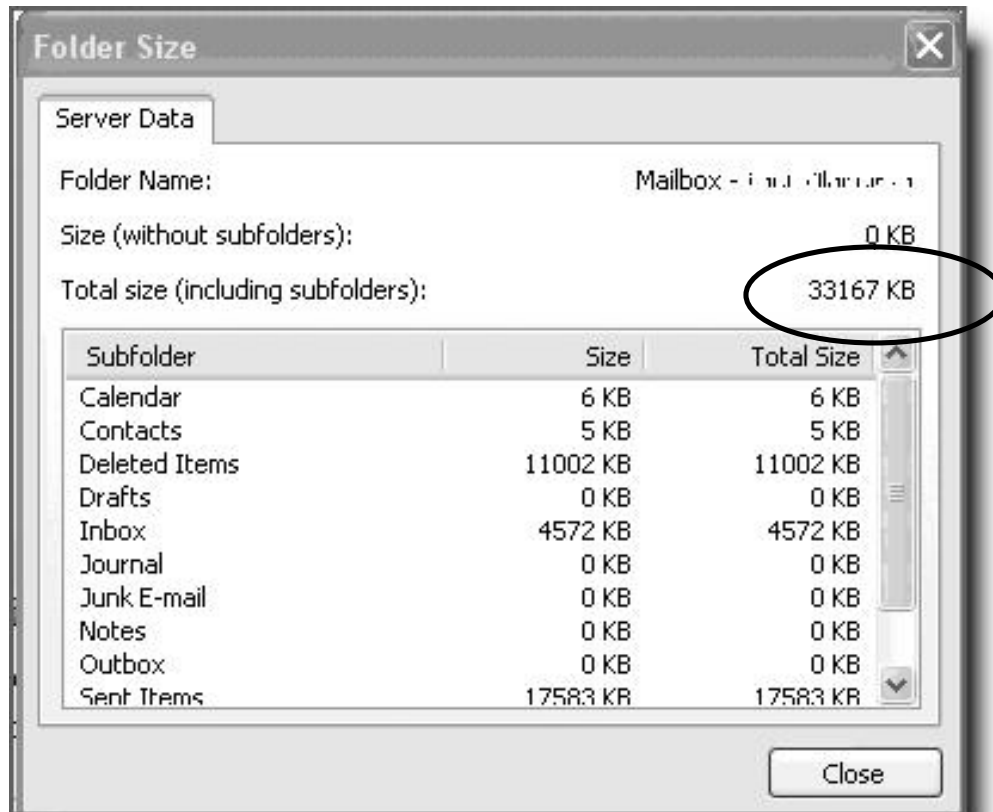 Folder Size
Server Data
Folder Name: Mailbox -
Size (without subfolders): 0 KB
Total size (including subfolders): 33167 KB
Subfolder Size Total Size
Calendar 6 KB 6 KB
Contacts 5 KB 5 KB
Deleted Items 11002 KB 11002 KB
Drafts 0 KB 0 KB
Inbox 4572 KB 4572 KB
Journal 0 KB 0 KB
Junk E-mail 0 KB 0 KB
Notes 0 KB 0 KB
Outbox 0 KB 0 KB
Sent Items 17583 KB 17583 KB
Close